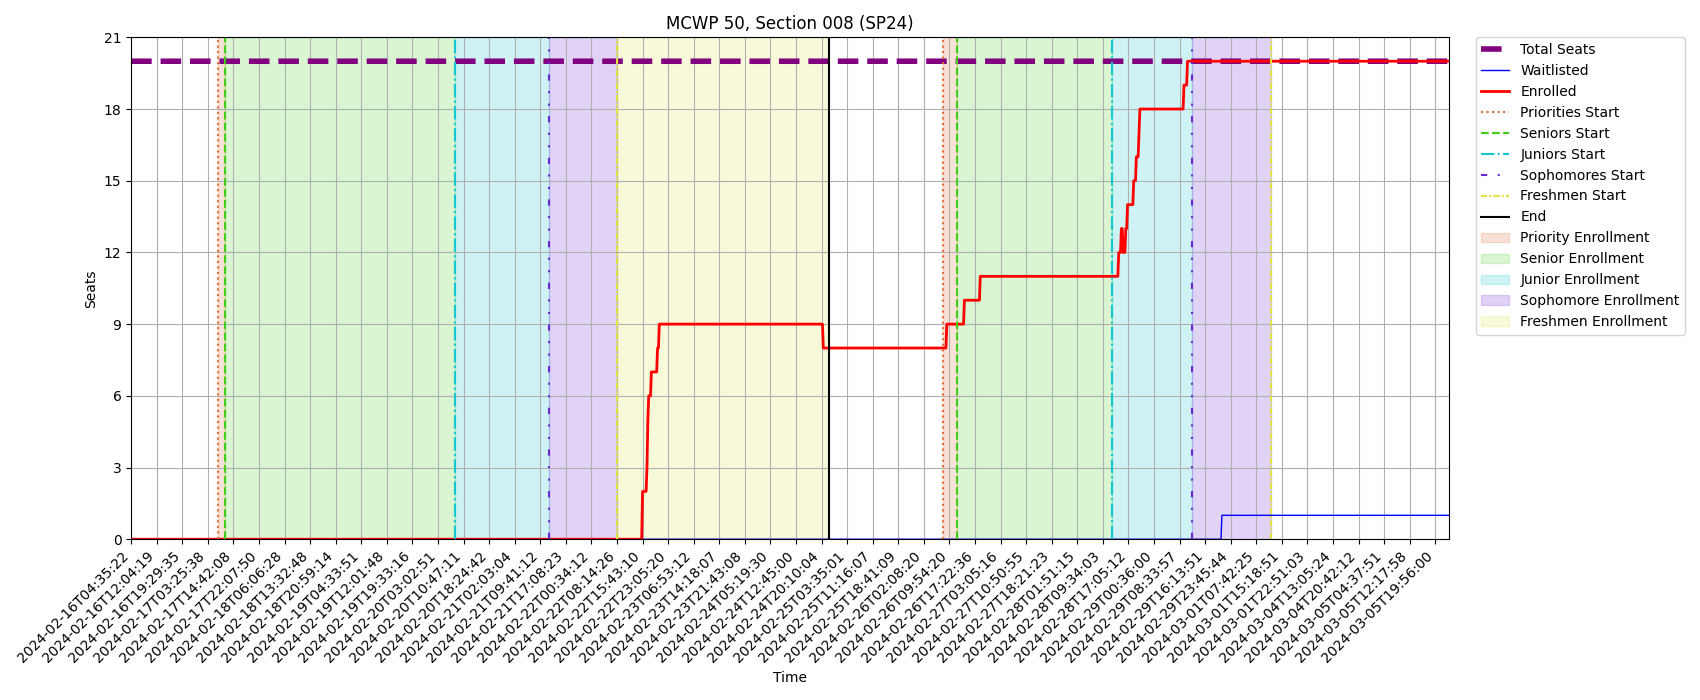 MCWP 50, Section 008 (SP24)
21
18
15
12
9
6
3
0
Seats
2024-02-16T04:35:22
2024-02-16T12:04:19
2024-02-16T19:29:35
2024-02-17T03:25:38
2024-02-17T14:42:08
2024-02-17T22:07:50
2024-02-18T06:06:28
2024-02-18T13:32:48
2024-02-18T20:59:14
2024-02-19T04:33:51
2024-02-19T12:01:48
2024-02-19T19:33:16
2024-02-20T03:02:51
2024-02-20T10:47:11
2024-02-20T18:24:42
2024-02-21T02:03:04
2024-02-21T09:41:12
2024-02-21T17:08:23
2024-02-22T00:34:12
2024-02-22T08:14:26
2024-02-22T15:43:10
2024-02-22T23:05:20
2024-02-23T06:53:12
2024-02-23T14:18:07
2024-02-23T21:43:08
2024-02-24T05:19:30
2024-02-24T12:45:00
2024-02-24T20:10:04
2024-02-25T03:35:01
2024-02-25T11:16:07
2024-02-25T18:41:09
2024-02-26T02:08:20
2024-02-26T09:54:20
2024-02-26T17:22:36
2024-02-27T03:05:16
2024-02-27T10:50:55
2024-02-27T18:21:23
2024-02-28T01:51:15
2024-02-28T09:34:03
2024-02-28T17:05:12
2024-02-29T00:36:00
2024-02-29T08:33:57
2024-02-29T16:13:51
2024-02-29T23:45:44
2024-03-01T07:42:25
2024-03-01T15:18:51
2024-03-01T22:51:03
2024-03-04T13:05:24
2024-03-04T20:42:12
2024-03-05T04:37:51
2024-03-05T12:17:58
2024-03-05T19:56:00
Time
Total Seats
Waitlisted
Enrolled
Priorities Start
Seniors Start
Juniors Start
Sophomores Start
Freshmen Start
End
Priority Enrollment
Senior Enrollment
Junior Enrollment
Sophomore Enrollment
Freshmen Enrollment